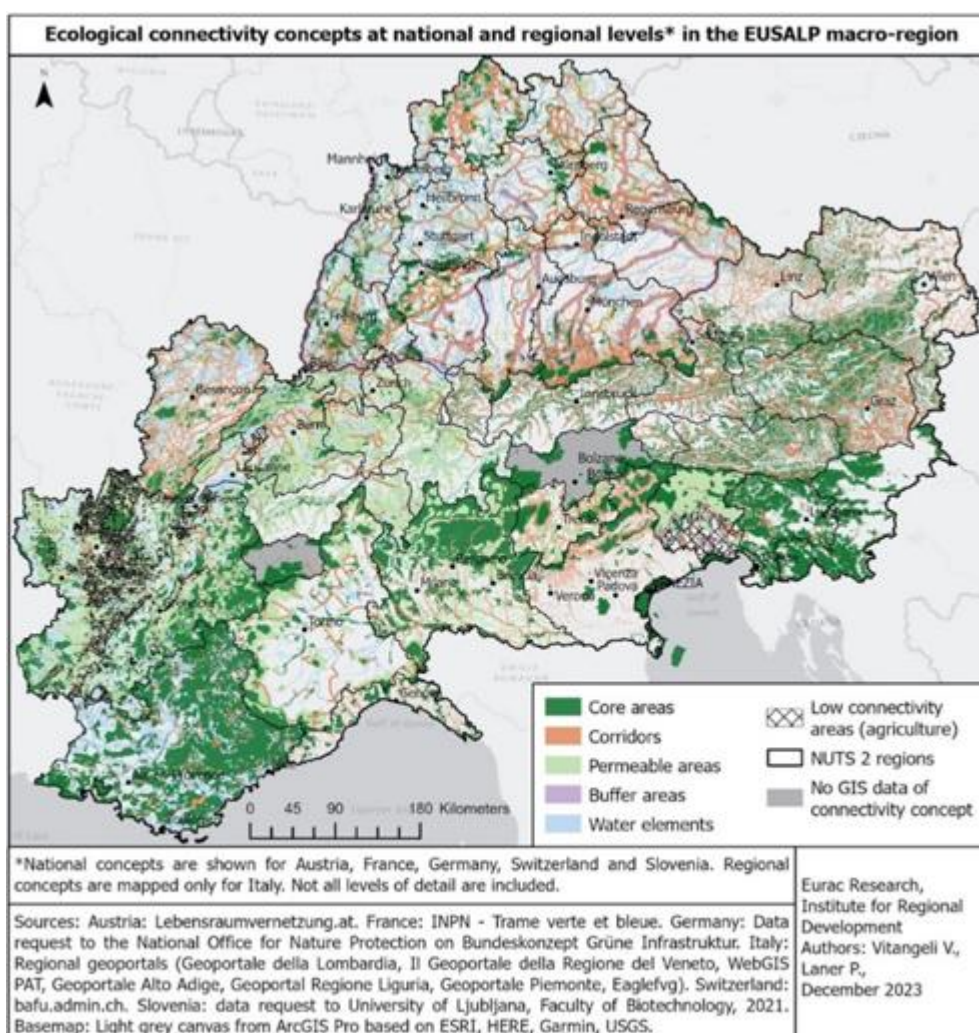 Ecological connectivity concepts at national and regional levels* in the EUSALP macro-region
N
LUXEMBOURG
CZECHIA
Mannheim
Heilbronn
Karlsruhe
Stuttgart
Regensburg
Ingolstadt
Augsburg
München
Linz
Wien
Freiburg
Besançon
Zürich
Bern
Lausanne
Innsbruck
Graz
Bolzano
Milano
Verona
Vicenza
Padova
VENEZIA
Torino
0 45 90 180 Kilometers
Core areas
Corridors
Permeable areas
Buffer areas
Water elements
Low connectivity
areas (agriculture)
NUTS 2 regions
No GIS data of
connectivity concept
*National concepts are shown for Austria, France, Germany, Switzerland and Slovenia. Regional
concepts are mapped only for Italy. Not all levels of detail are included.
Sources: Austria: Lebensraumvernetzung.at. France: INPN - Trame verte et bleue. Germany: Data
request to the National Office for Nature Protection on Bundeskonzept Grüne Infrastruktur. Italy:
Regional geoportals (Geoportale della Lombardia, Il Geoportale della Regione del Veneto, WebGIS
PAT, Geoportale Alto Adige, Geoportal Regione Liguria, Geoportale Piemonte, Eaglefvg). Switzerland:
bafu.admin.ch. Slovenia: data request to University of Ljubljana, Faculty of Biotechnology, 2021.
Basemap: Light grey canvas from ArcGIS Pro based on ESRI, HERE, Garmin, USGS.
Eurac Research,
Institute for Regional
Development
Authors: Vitangeli V.,
Laner P.,
December 2023